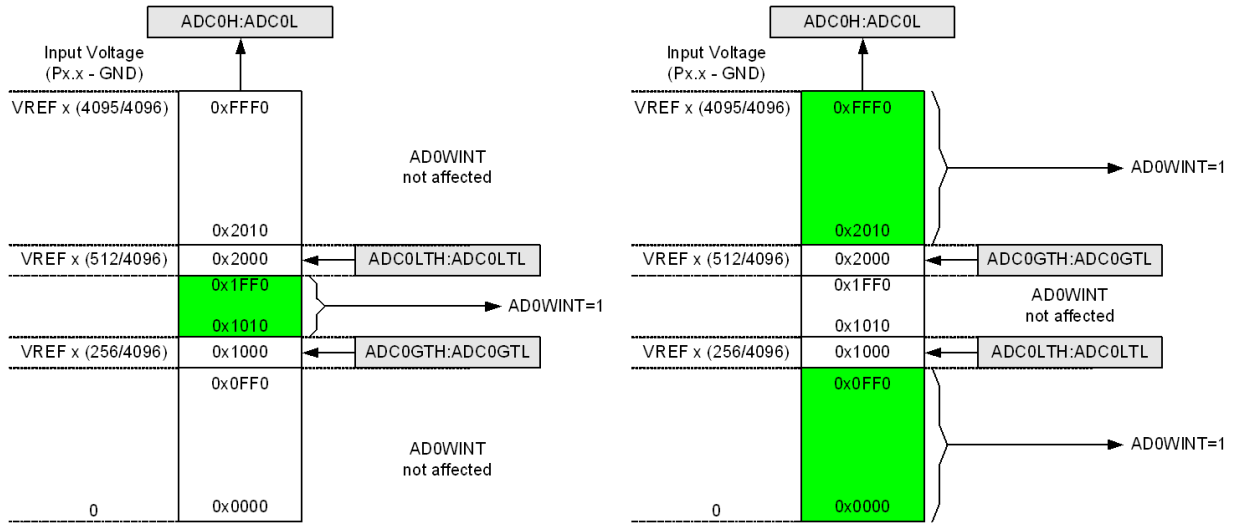 ADC0H:ADC0L
Input Voltage
(Px.x - GND)
VREF x (4095/4096)
0xFFF0
AD0WINT
not affected
0x2010
VREF x (512/4096)
0x2000
ADC0LTH:ADC0LTL
0x1FF0
AD0WINT=1
0x1010
VREF x (256/4096)
0x1000
ADC0GTH:ADC0GTL
0x0FF0
AD0WINT
not affected
0
0x0000
ADC0H:ADC0L
Input Voltage
(Px.x - GND)
VREF x (4095/4096)
0xFFF0
AD0WINT=1
0x2010
VREF x (512/4096)
0x2000
ADC0GTH:ADC0GTL
0x1FF0
AD0WINT
not affected
0x1010
VREF x (256/4096)
0x1000
ADC0LTH:ADC0LTL
0x0FF0
AD0WINT=1
0
0x0000